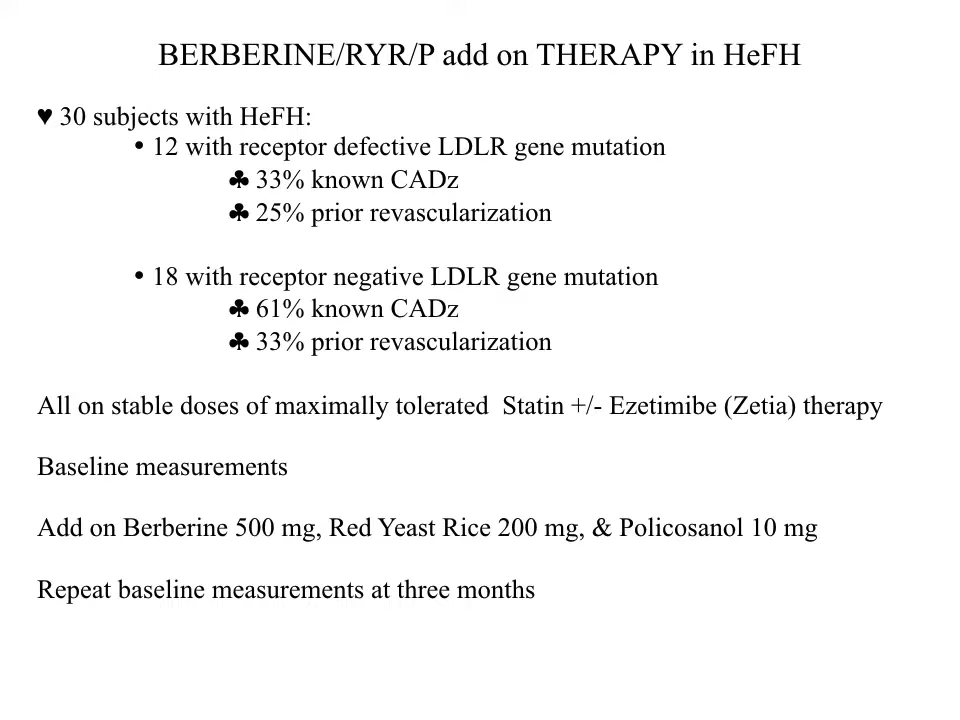 BERBERINE/RYR/P add on THERAPY in HeFH
♥ 30 subjects with HeFH:
• 12 with receptor defective LDLR gene mutation
♣ 33% known CADz
♣ 25% prior revascularization
• 18 with receptor negative LDLR gene mutation
♣ 61% known CADz
♣ 33% prior revascularization
All on stable doses of maximally tolerated  Statin +/- Ezetimibe (Zetia) therapy
Baseline measurements
Add on Berberine 500 mg, Red Yeast Rice 200 mg, & Policosanol 10 mg
Repeat baseline measurements at three months